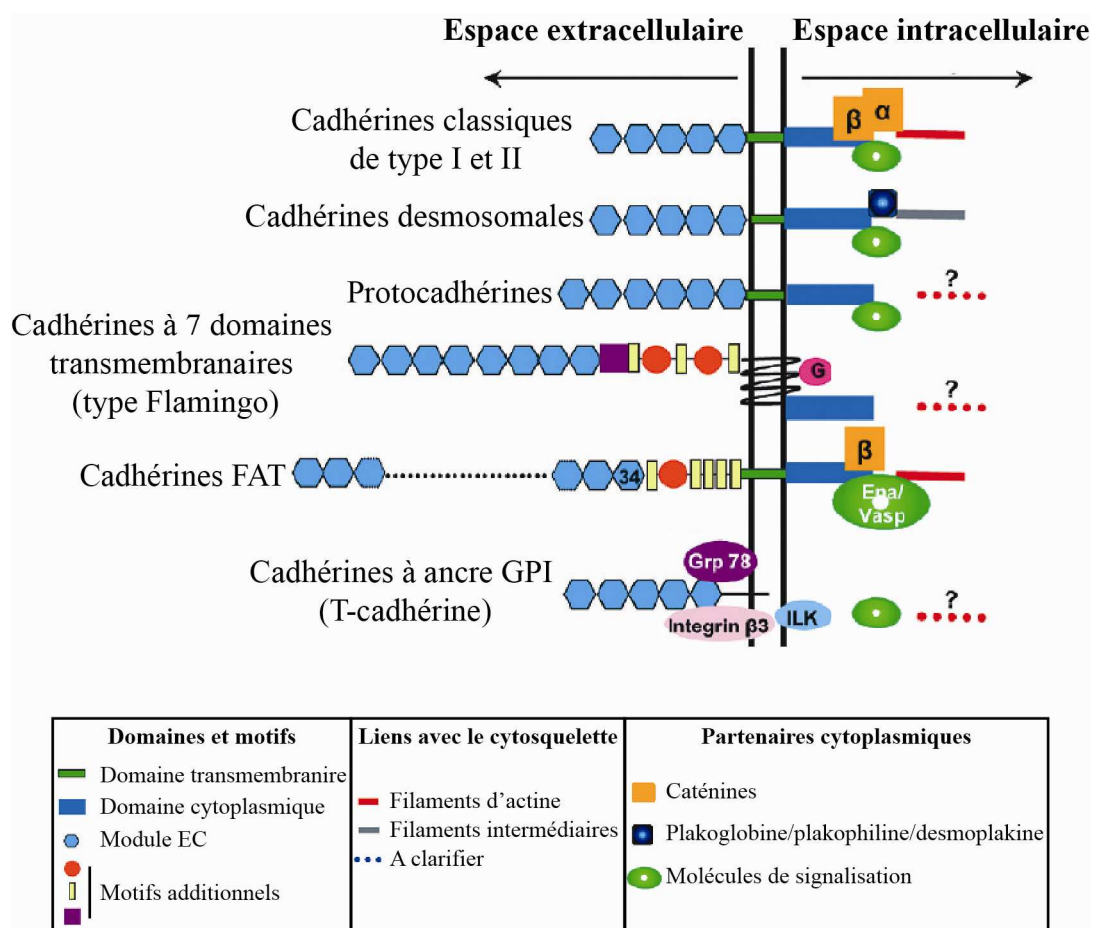 Espace extracellulaire
Espace intracellulaire
Cadhérines classiques
de type I et II
β
α
Cadhérines desmosomales
Protocadhérines
?
Cadhérines à 7 domaines
transmembranaires
(type Flamingo)
G
?
Cadhérines FAT
34
β
Ena/
Vasp
Cadhérines à ancre GPI
(T-cadhérine)
Grp 78
Integrin β3
ILK
?
Domaines et motifs
Domaine transmembranire
Domaine cytoplasmique
Module EC
Motifs additionnels
Liens avec le cytosquelette
Filaments d’actine
Filaments intermédiaires
A clarifier
Partenaires cytoplasmiques
Caténines
Plakoglobine/plakophiline/desmoplakine
Molécules de signalisation